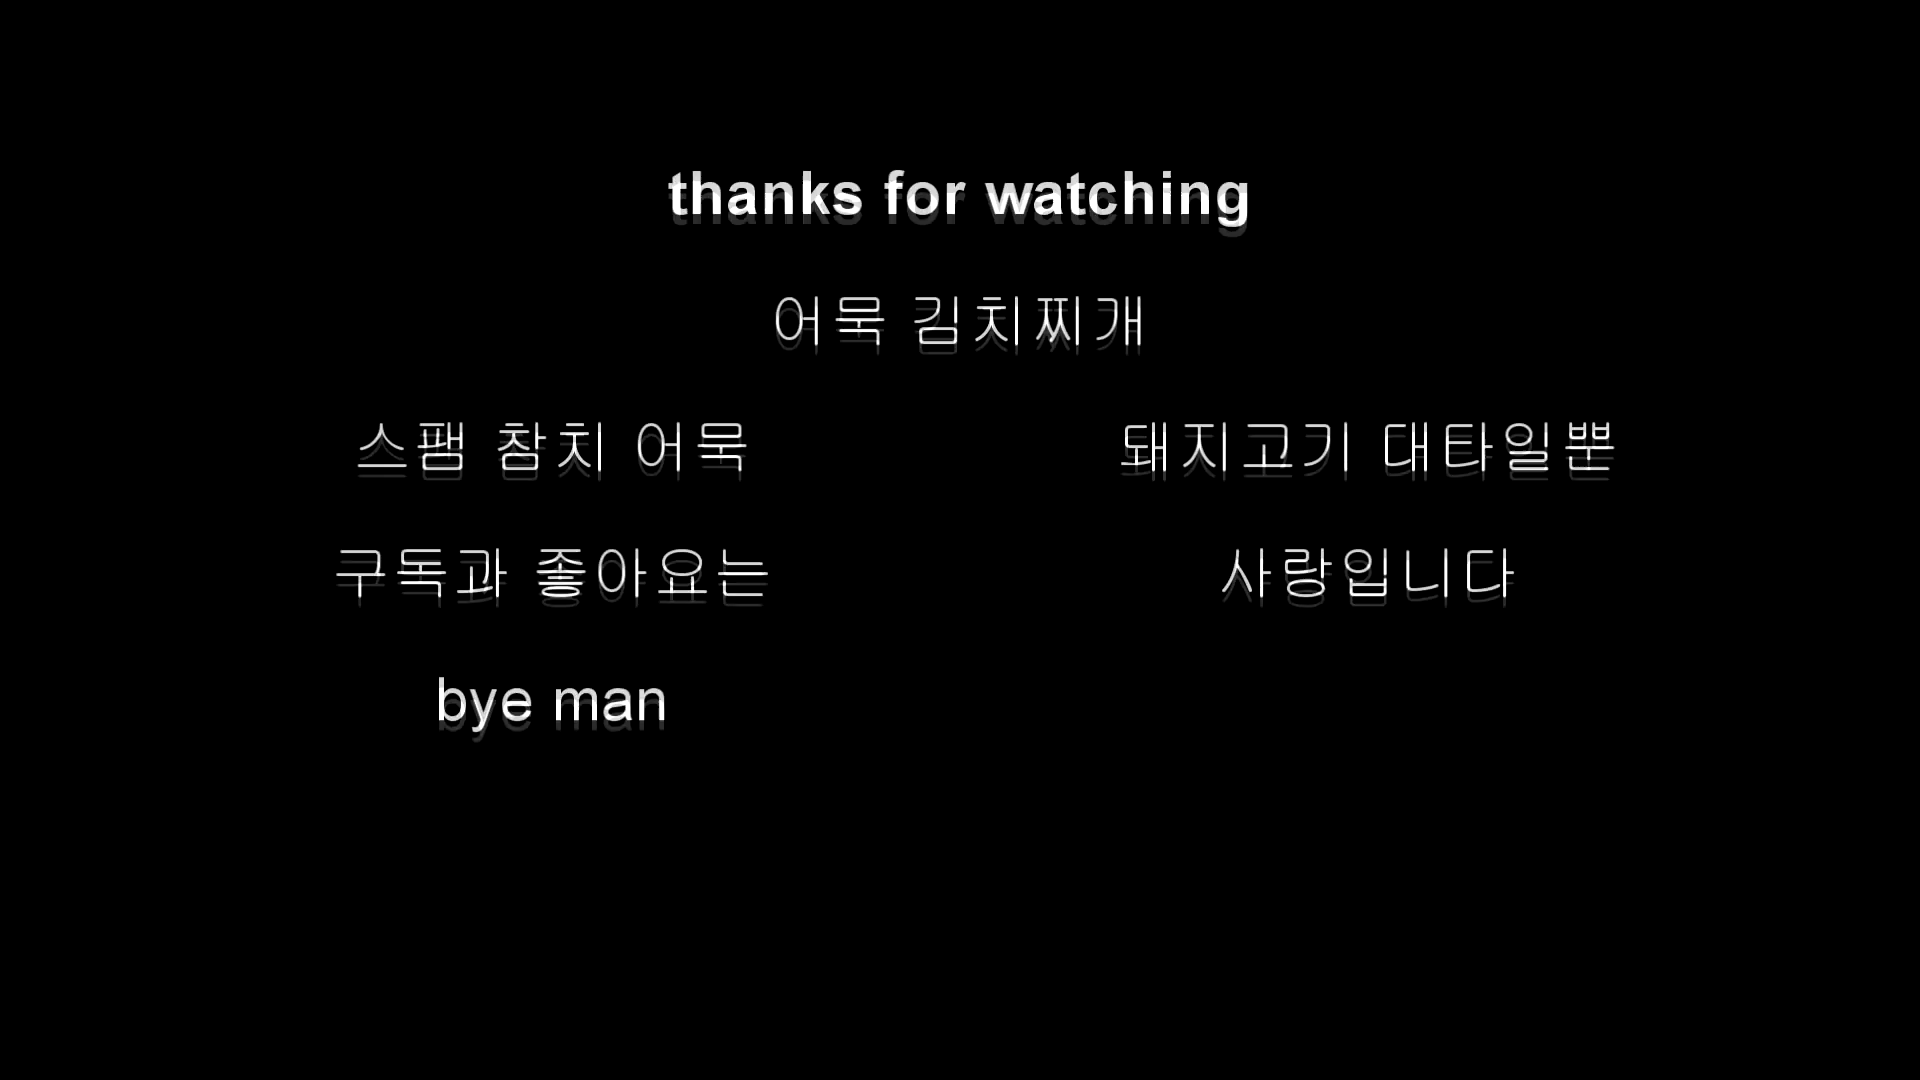 thanks for watching
어묵 김치찌개
스팸 참치 어묵 돼지고기 대타일뿐
구독과 좋아요는 사랑입니다
bye man